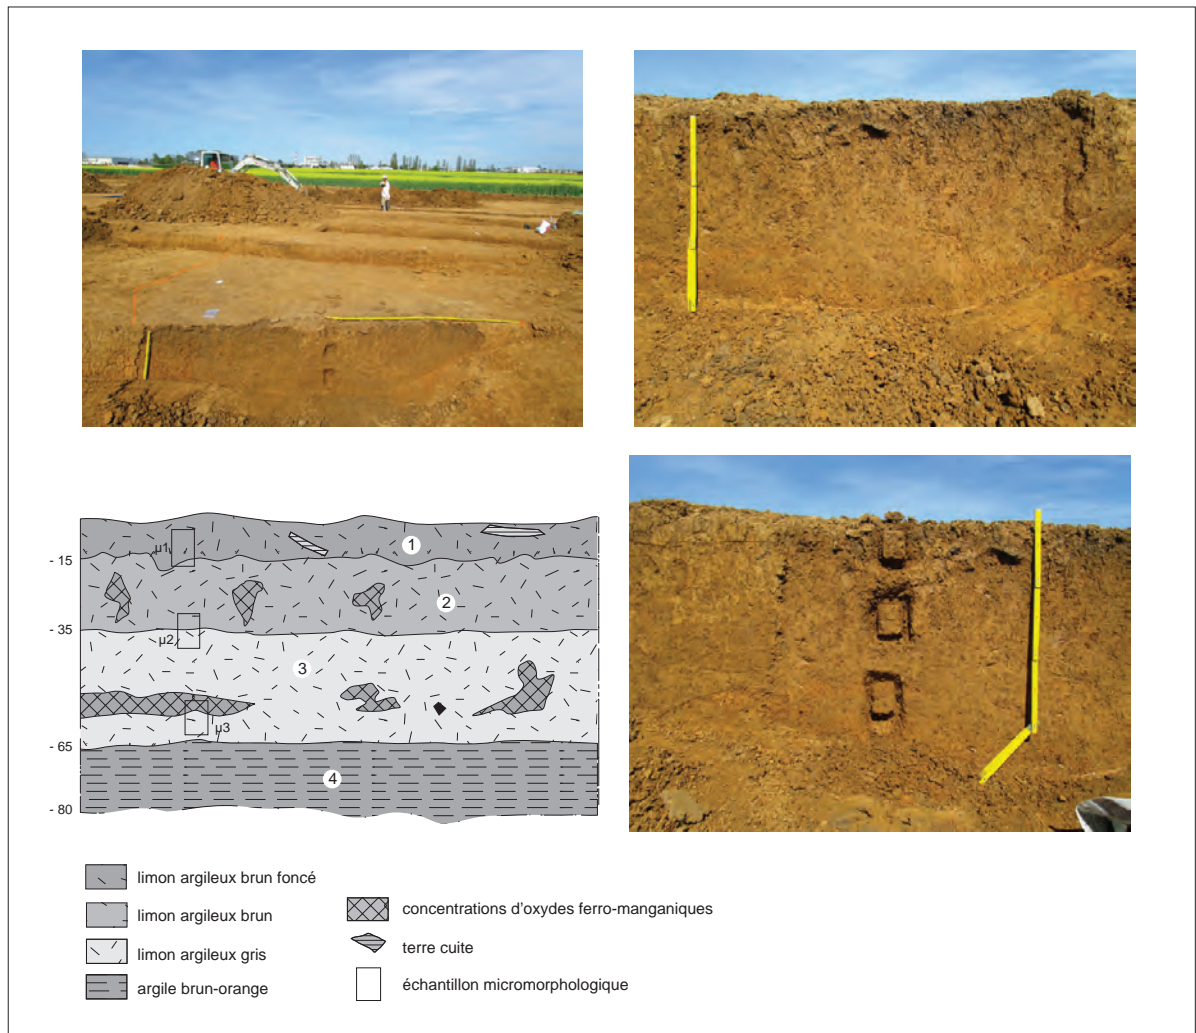 µ1
1
- 15
2
- 35
µ2
3
µ3
- 65
4
- 80
limon argileux brun foncé
limon argileux brun
limon argileux gris
argile brun-orange
concentrations d'oxydes ferro-manganiques
terre cuite
échantillon micromorphologique